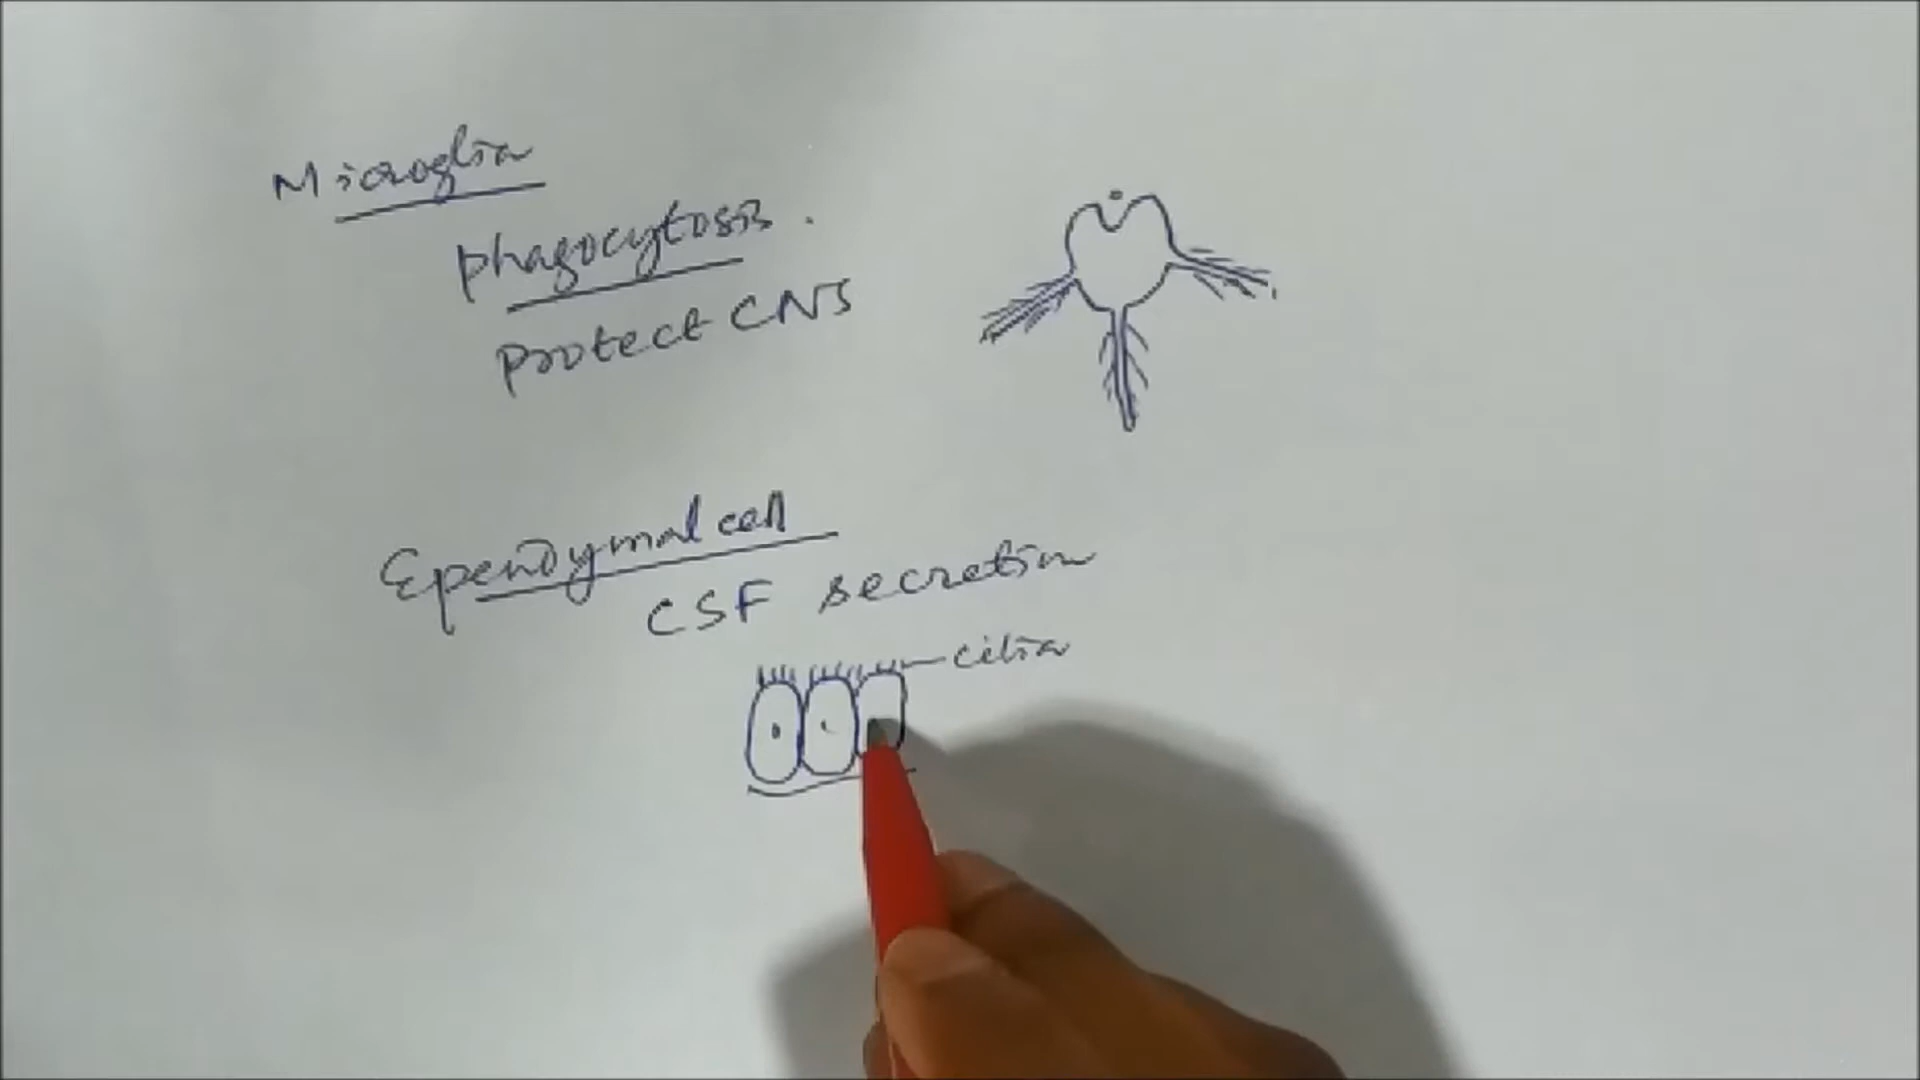 Microglia
phagocytosis.
protect CNS
Ependymal cell
CSF secretion
cilia